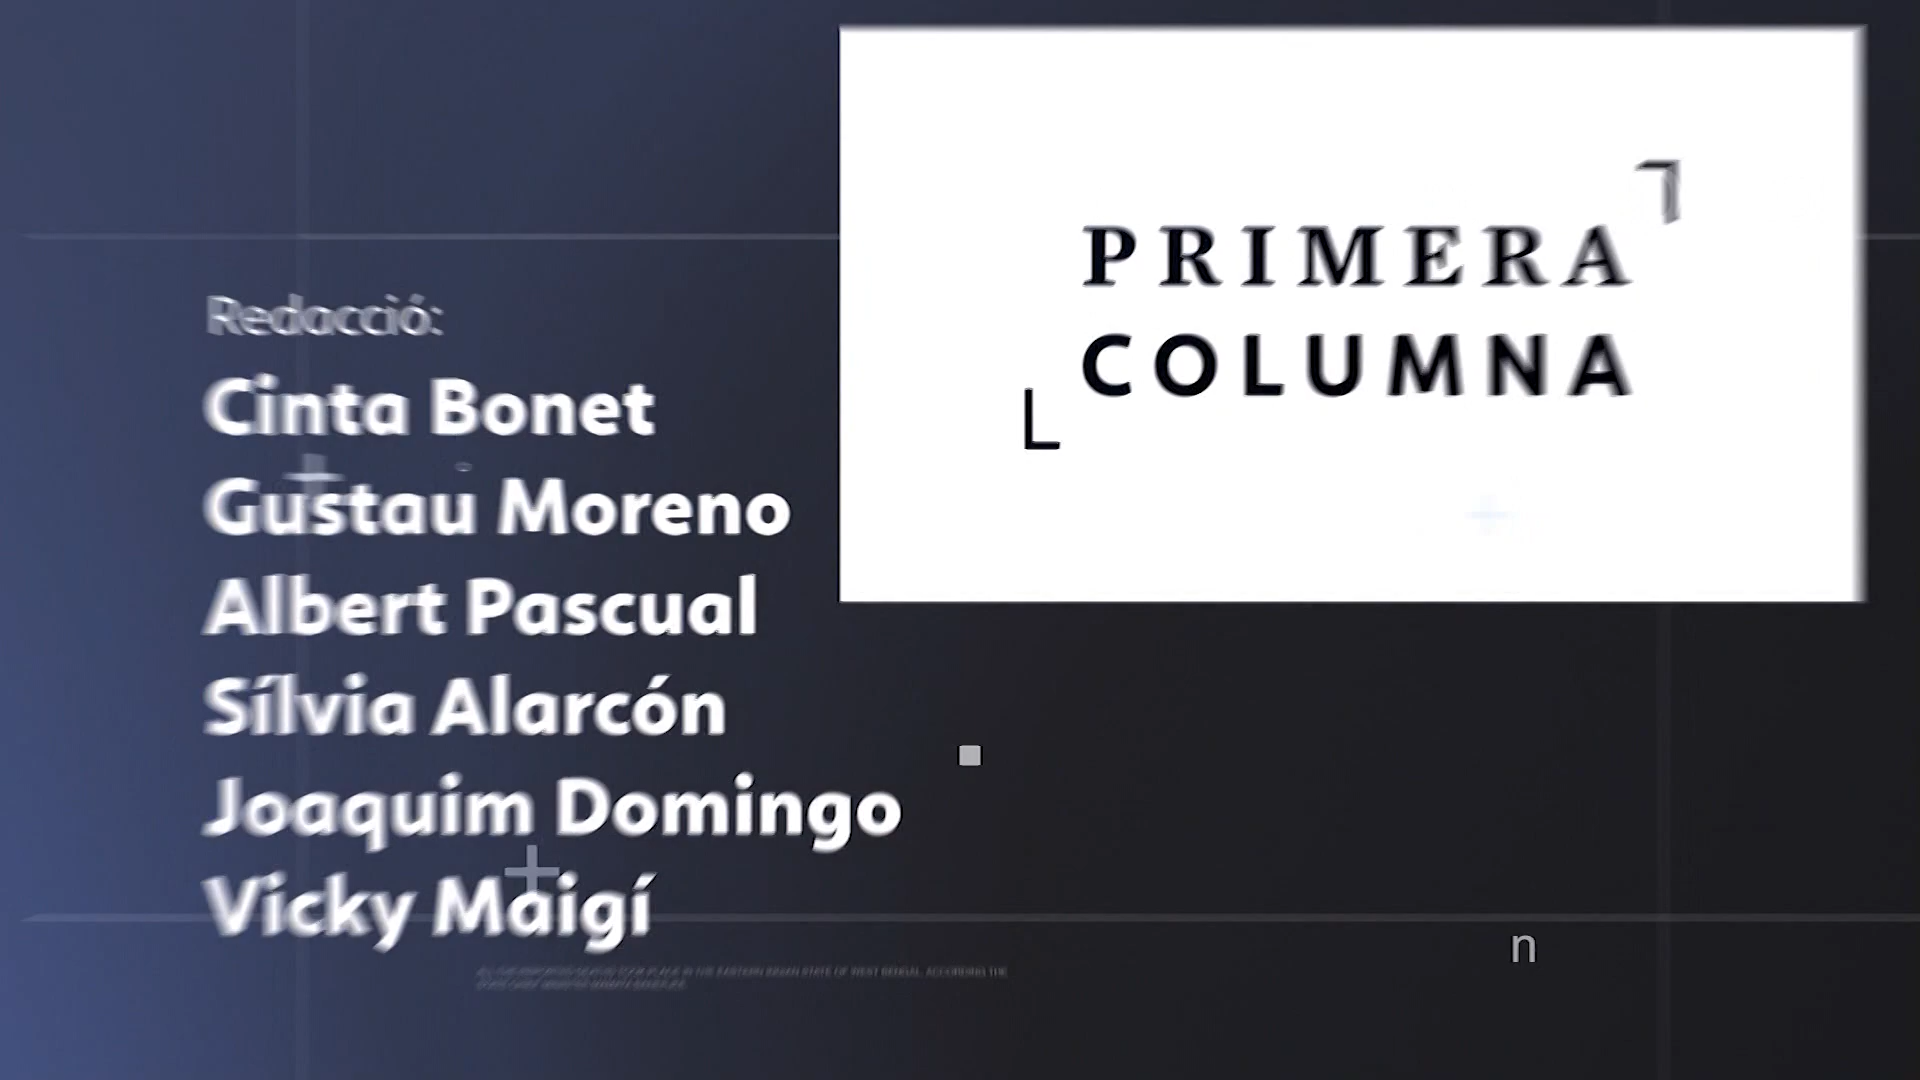 Redacció:
Cinta Bonet
Gustau Moreno
Albert Pascual
Sílvia Alarcón
Joaquim Domingo
Vicky Maigí
PRIMERA
COLUMNA
n